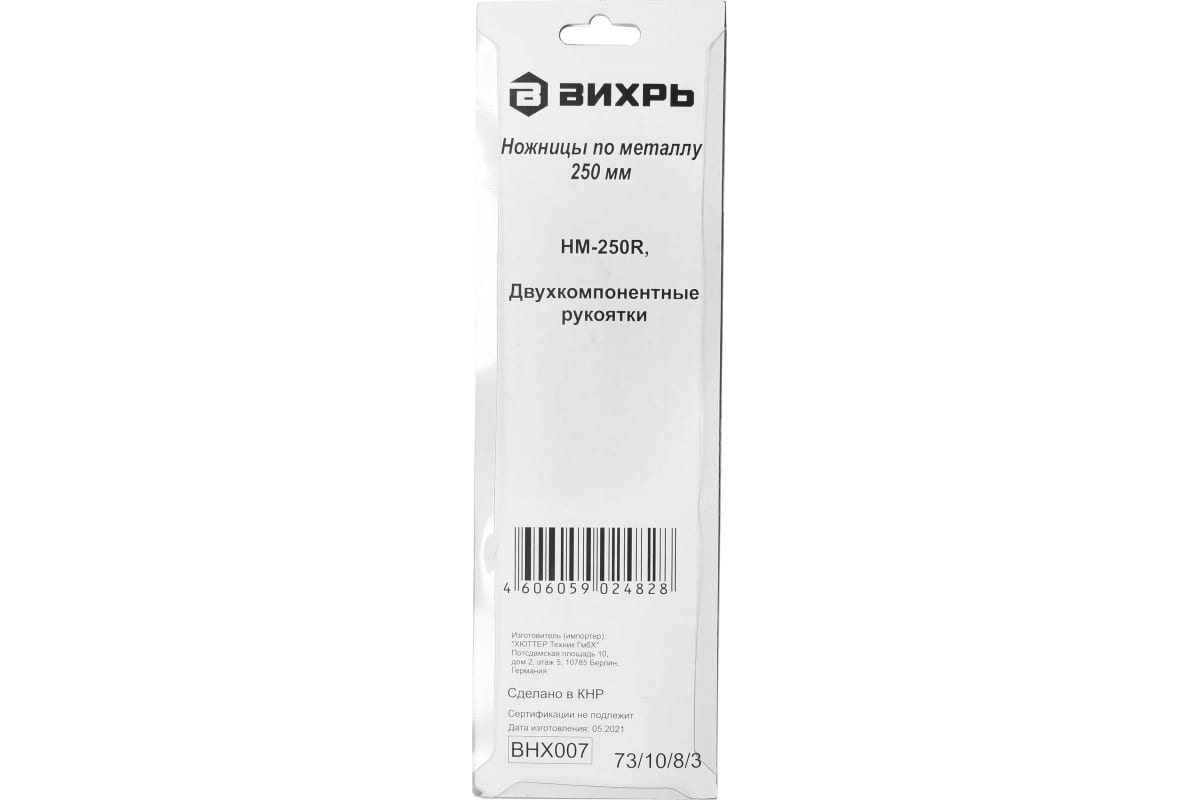 ВИХРЬ
Ножницы по металлу
250 мм
НМ-250R,
Двухкомпонентные
рукоятки
4 606059 024828
Изготовитель (импортер):
"ХЮТТЕР Техник ГмбХ"
Потсдамская площадь 10,
дом 2, этаж 5, 10785 Берлин,
Германия
Сделано в КНР
Сертификации не подлежит
Дата изготовления: 05.2021
ВНХ007
73/10/8/3